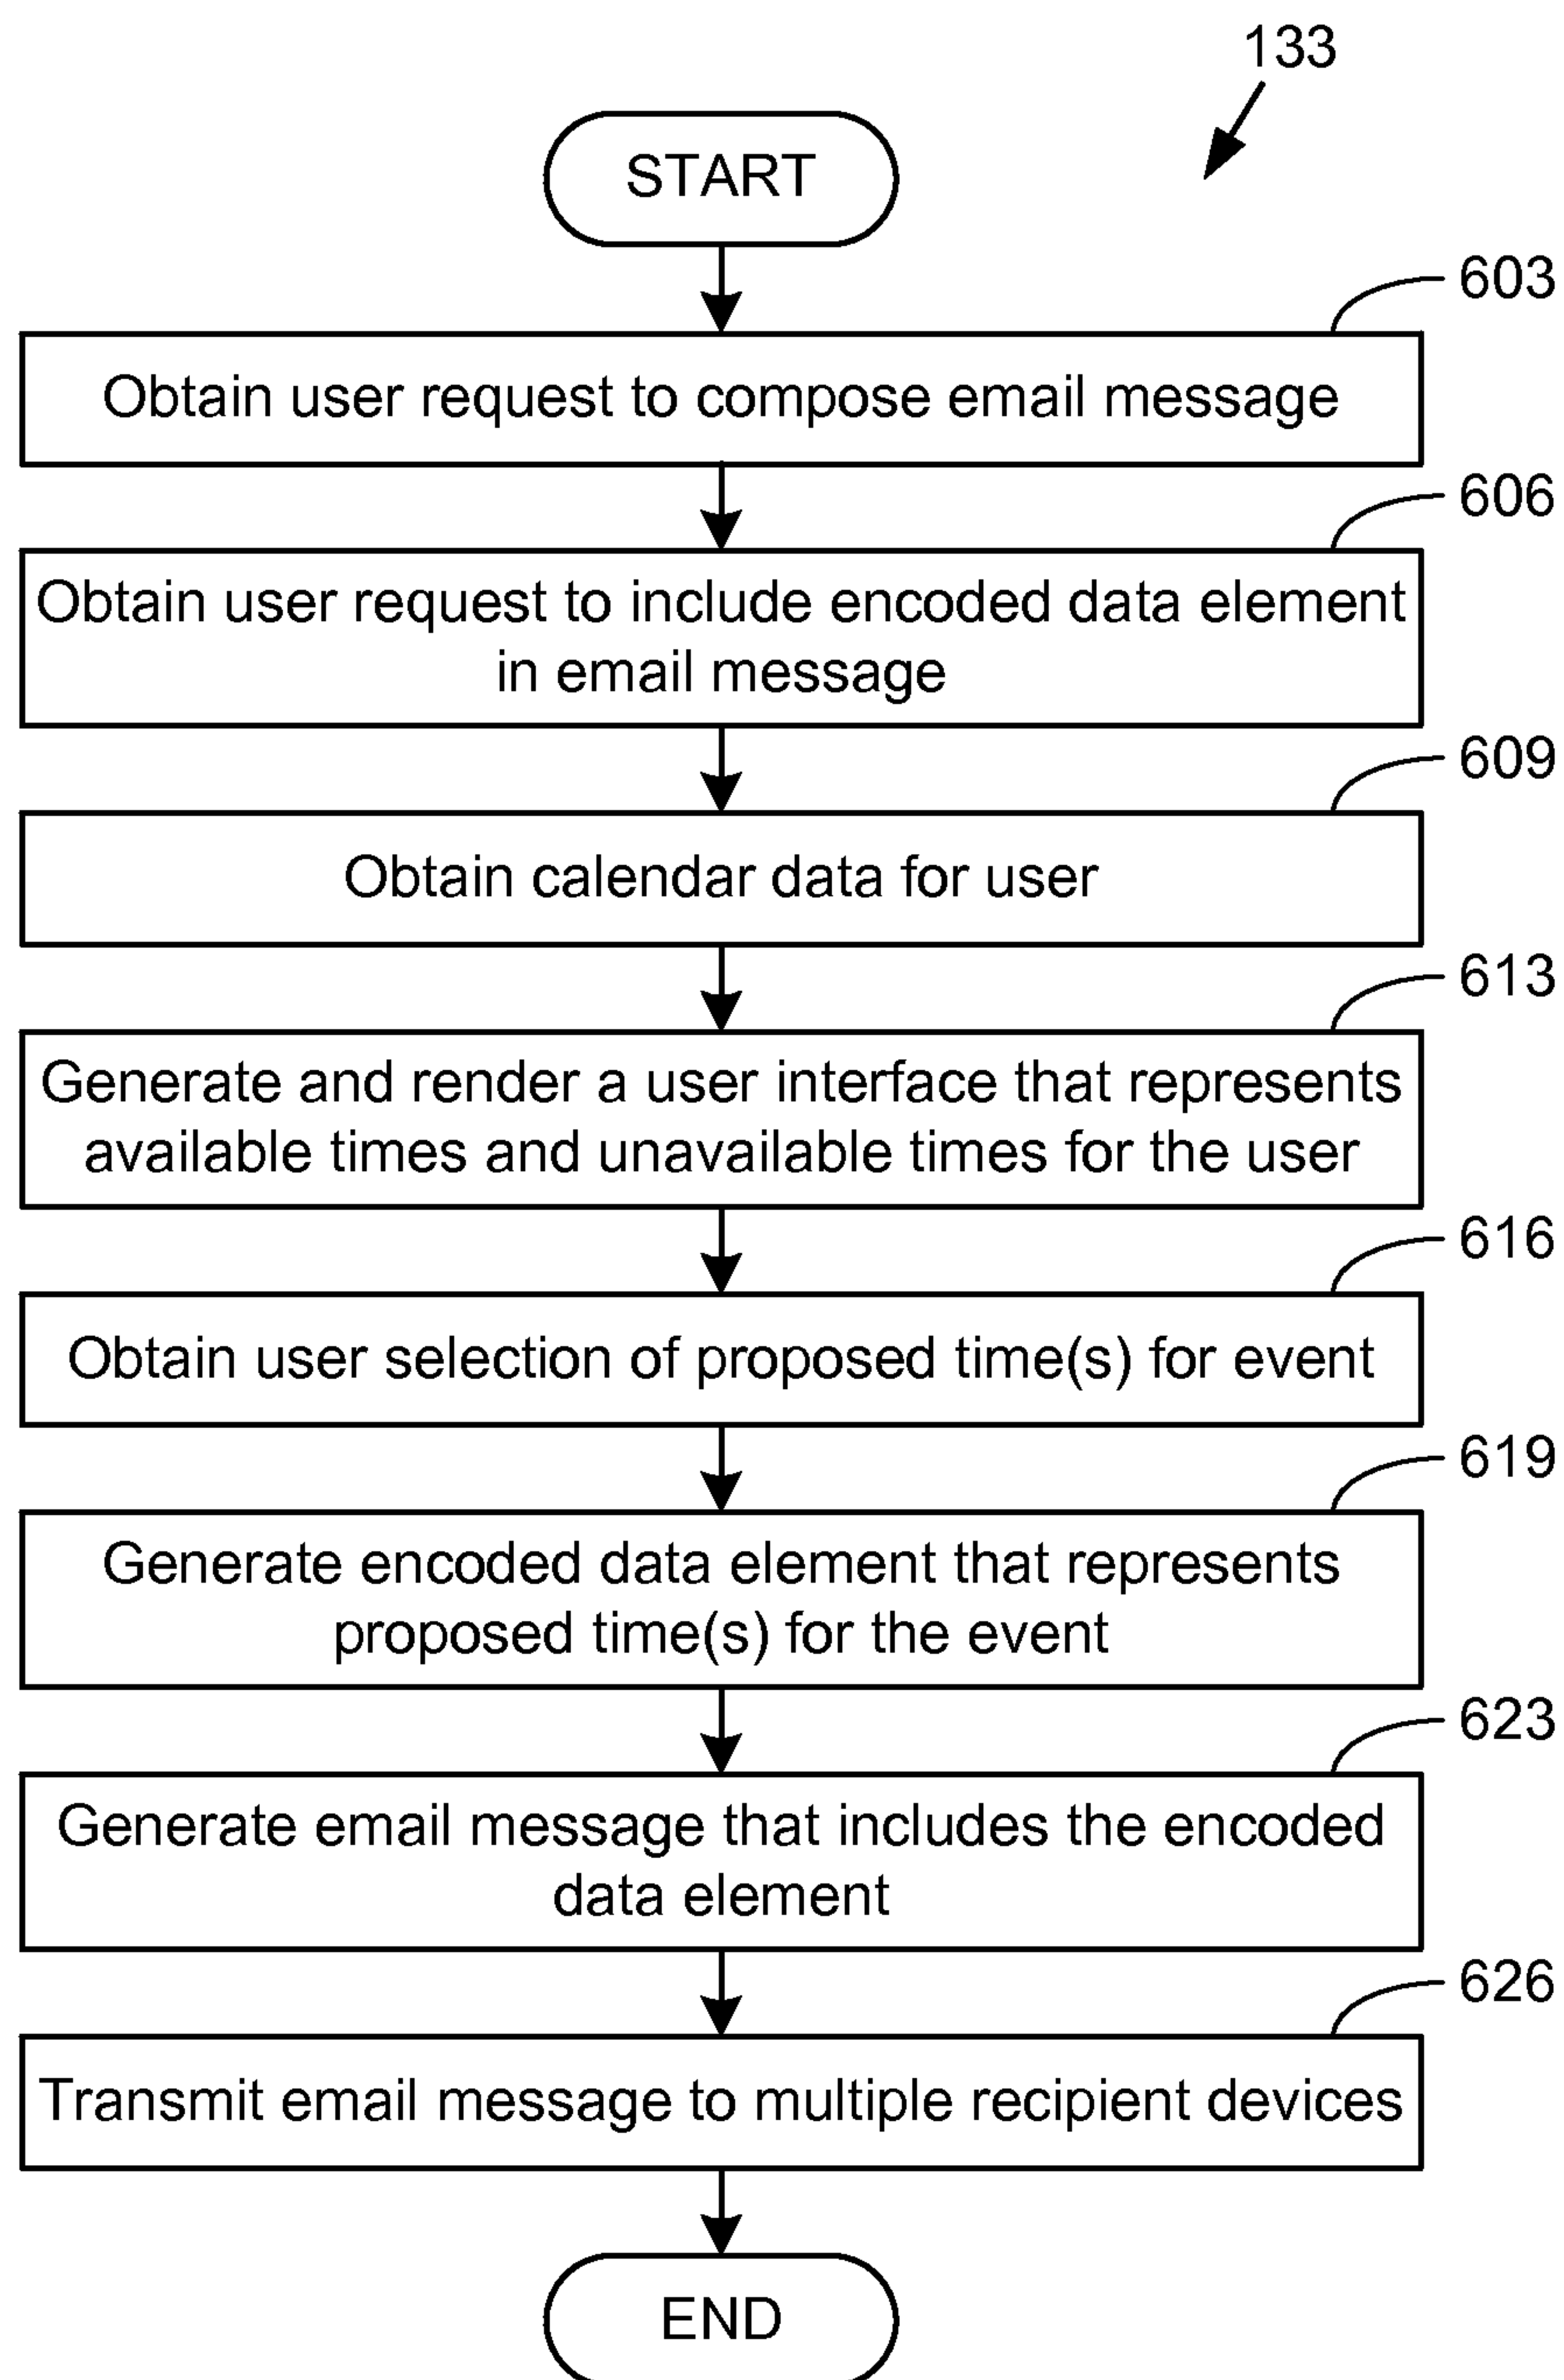 133
START
603
Obtain user request to compose email message
606
Obtain user request to include encoded data element
in email message
609
Obtain calendar data for user
613
Generate and render a user interface that represents
available times and unavailable times for the user
616
Obtain user selection of proposed time(s) for event
619
Generate encoded data element that represents
proposed time(s) for the event
623
Generate email message that includes the encoded
data element
626
Transmit email message to multiple recipient devices
END